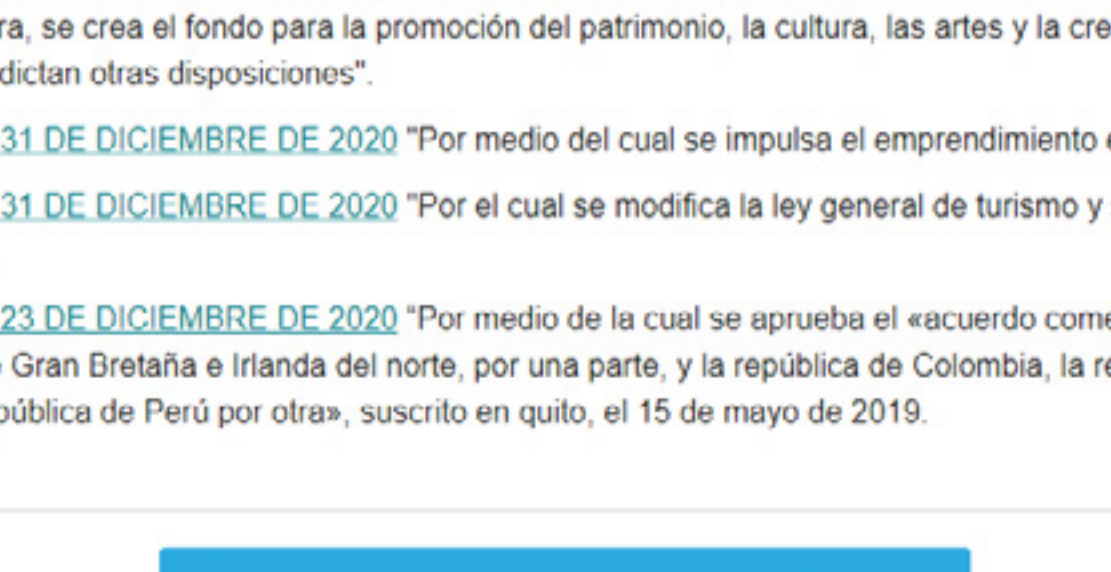 ra, se crea el fondo para la promoción del patrimonio, la cultura, las artes y la cre
dictan otras disposiciones".
31 DE DICIEMBRE DE 2020 "Por medio del cual se impulsa el emprendimiento
31 DE DICIEMBRE DE 2020 "Por el cual se modifica la ley general de turismo y
23 DE DICIEMBRE DE 2020 "Por medio de la cual se aprueba el «acuerdo come
Gran Bretaña e Irlanda del norte, por una parte, y la república de Colombia, la re
pública de Perú por otra», suscrito en quito, el 15 de mayo de 2019.